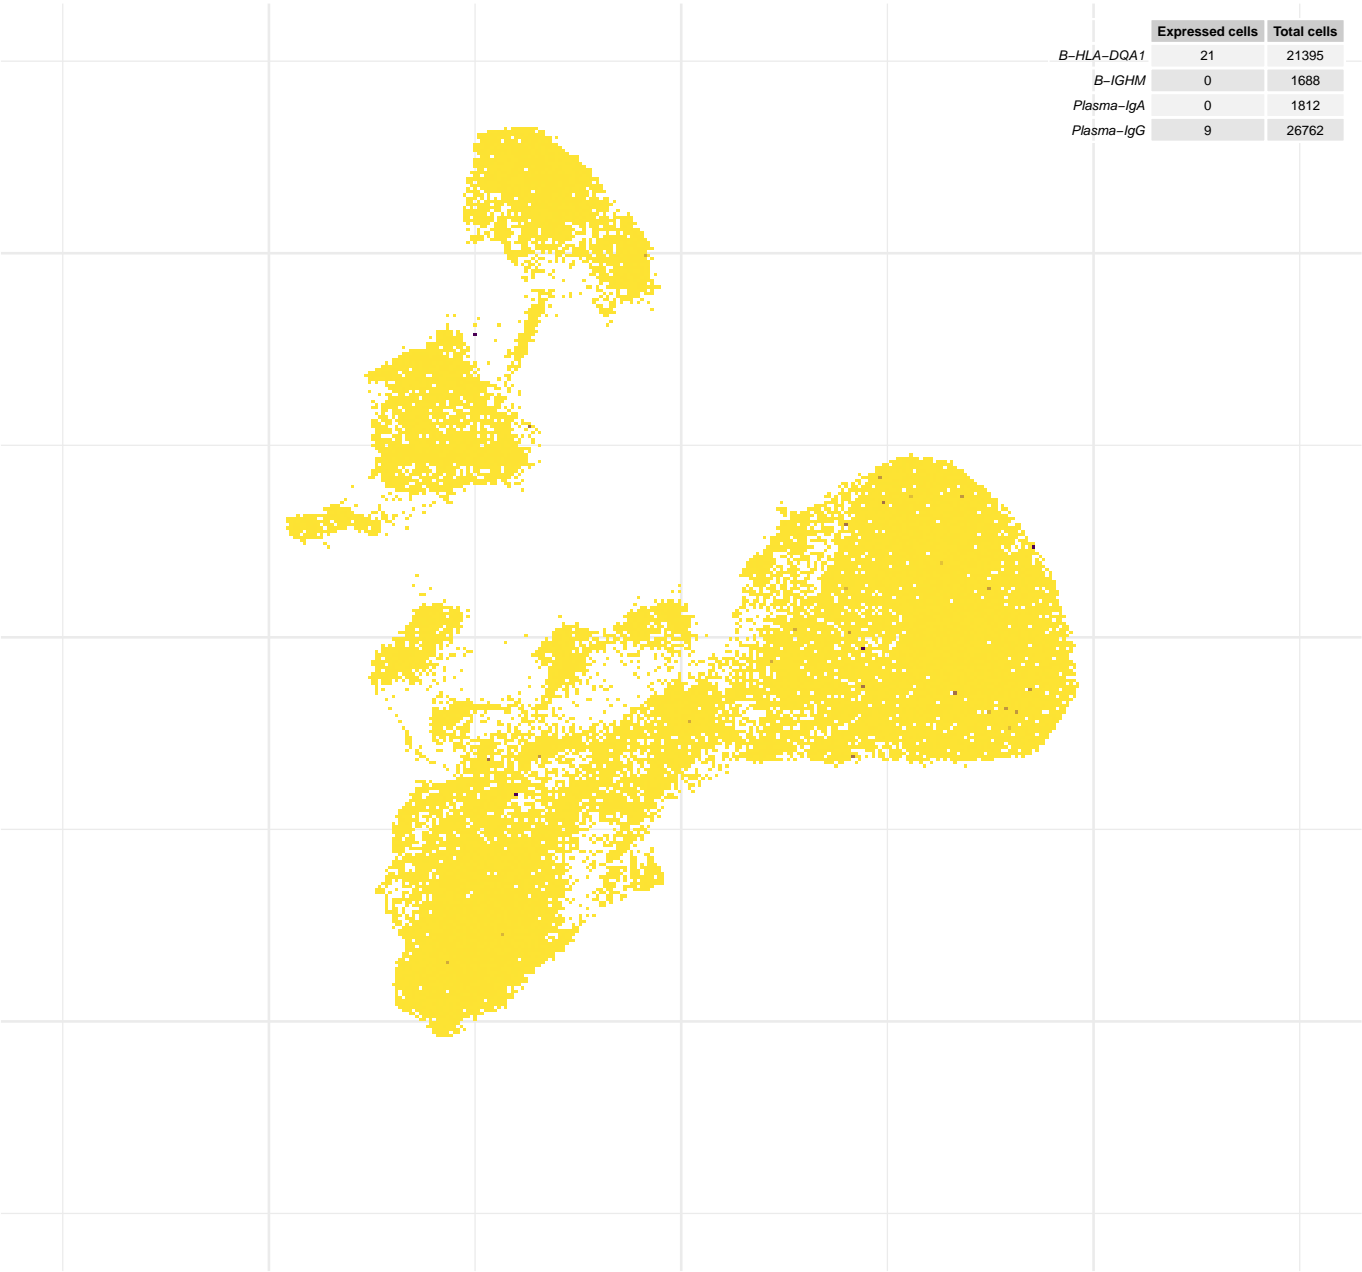 Expressed cells Total cells
B-HLA-DQA1 21 21395
B-IGHM 0 1688
Plasma-IgA 0 1812
Plasma-IgG 9 26762